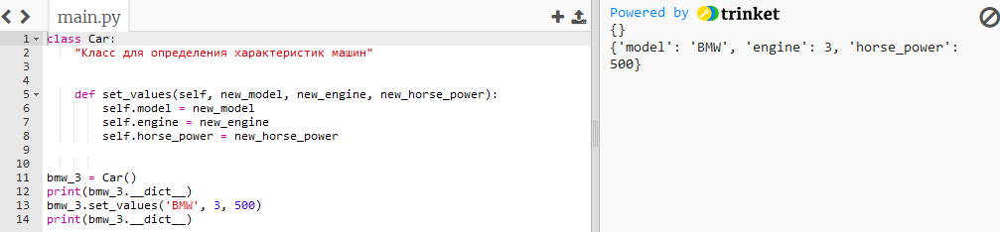 main.py
1 class Car:
2 "Класс для определения характеристик машин"
3
4
5 def set_values(self, new_model, new_engine, new_horse_power):
6 self.model = new_model
7 self.engine = new_engine
8 self.horse_power = new_horse_power
9
10
11 bmw_3 = Car()
12 print(bmw_3.__dict__)
13 bmw_3.set_values('BMW', 3, 500)
14 print(bmw_3.__dict__)
Powered by trinket
{}
{'model': 'BMW', 'engine': 3, 'horse_power':
500}